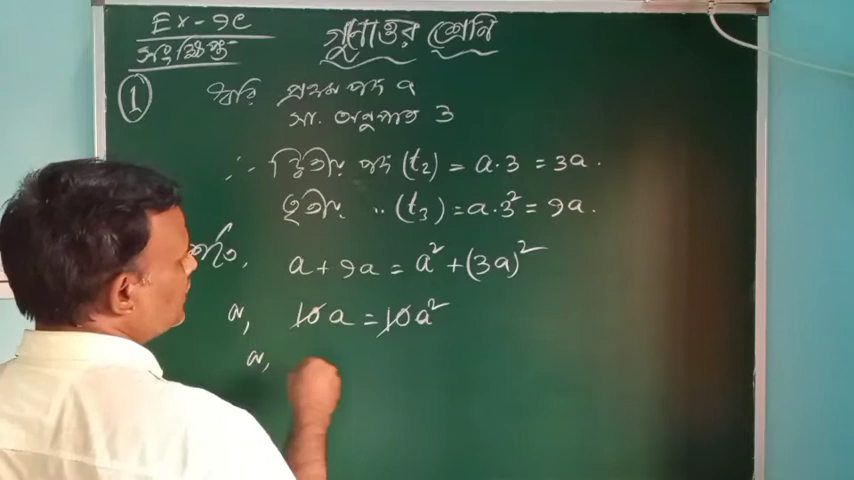 Ex-9C
গুণোত্তর শ্রেণি
সংক্ষিপ্ত
① ধরি প্রথম পদ a
সা. অনুপাত 3
∴ দ্বিতীয় পদ (t₂) = a·3 = 3a.
তৃতীয় ,, (t₃) = a·3² = 9a.
শর্তে, a + 9a = a² + (3a)²
বা, 10a = 10a²
বা,